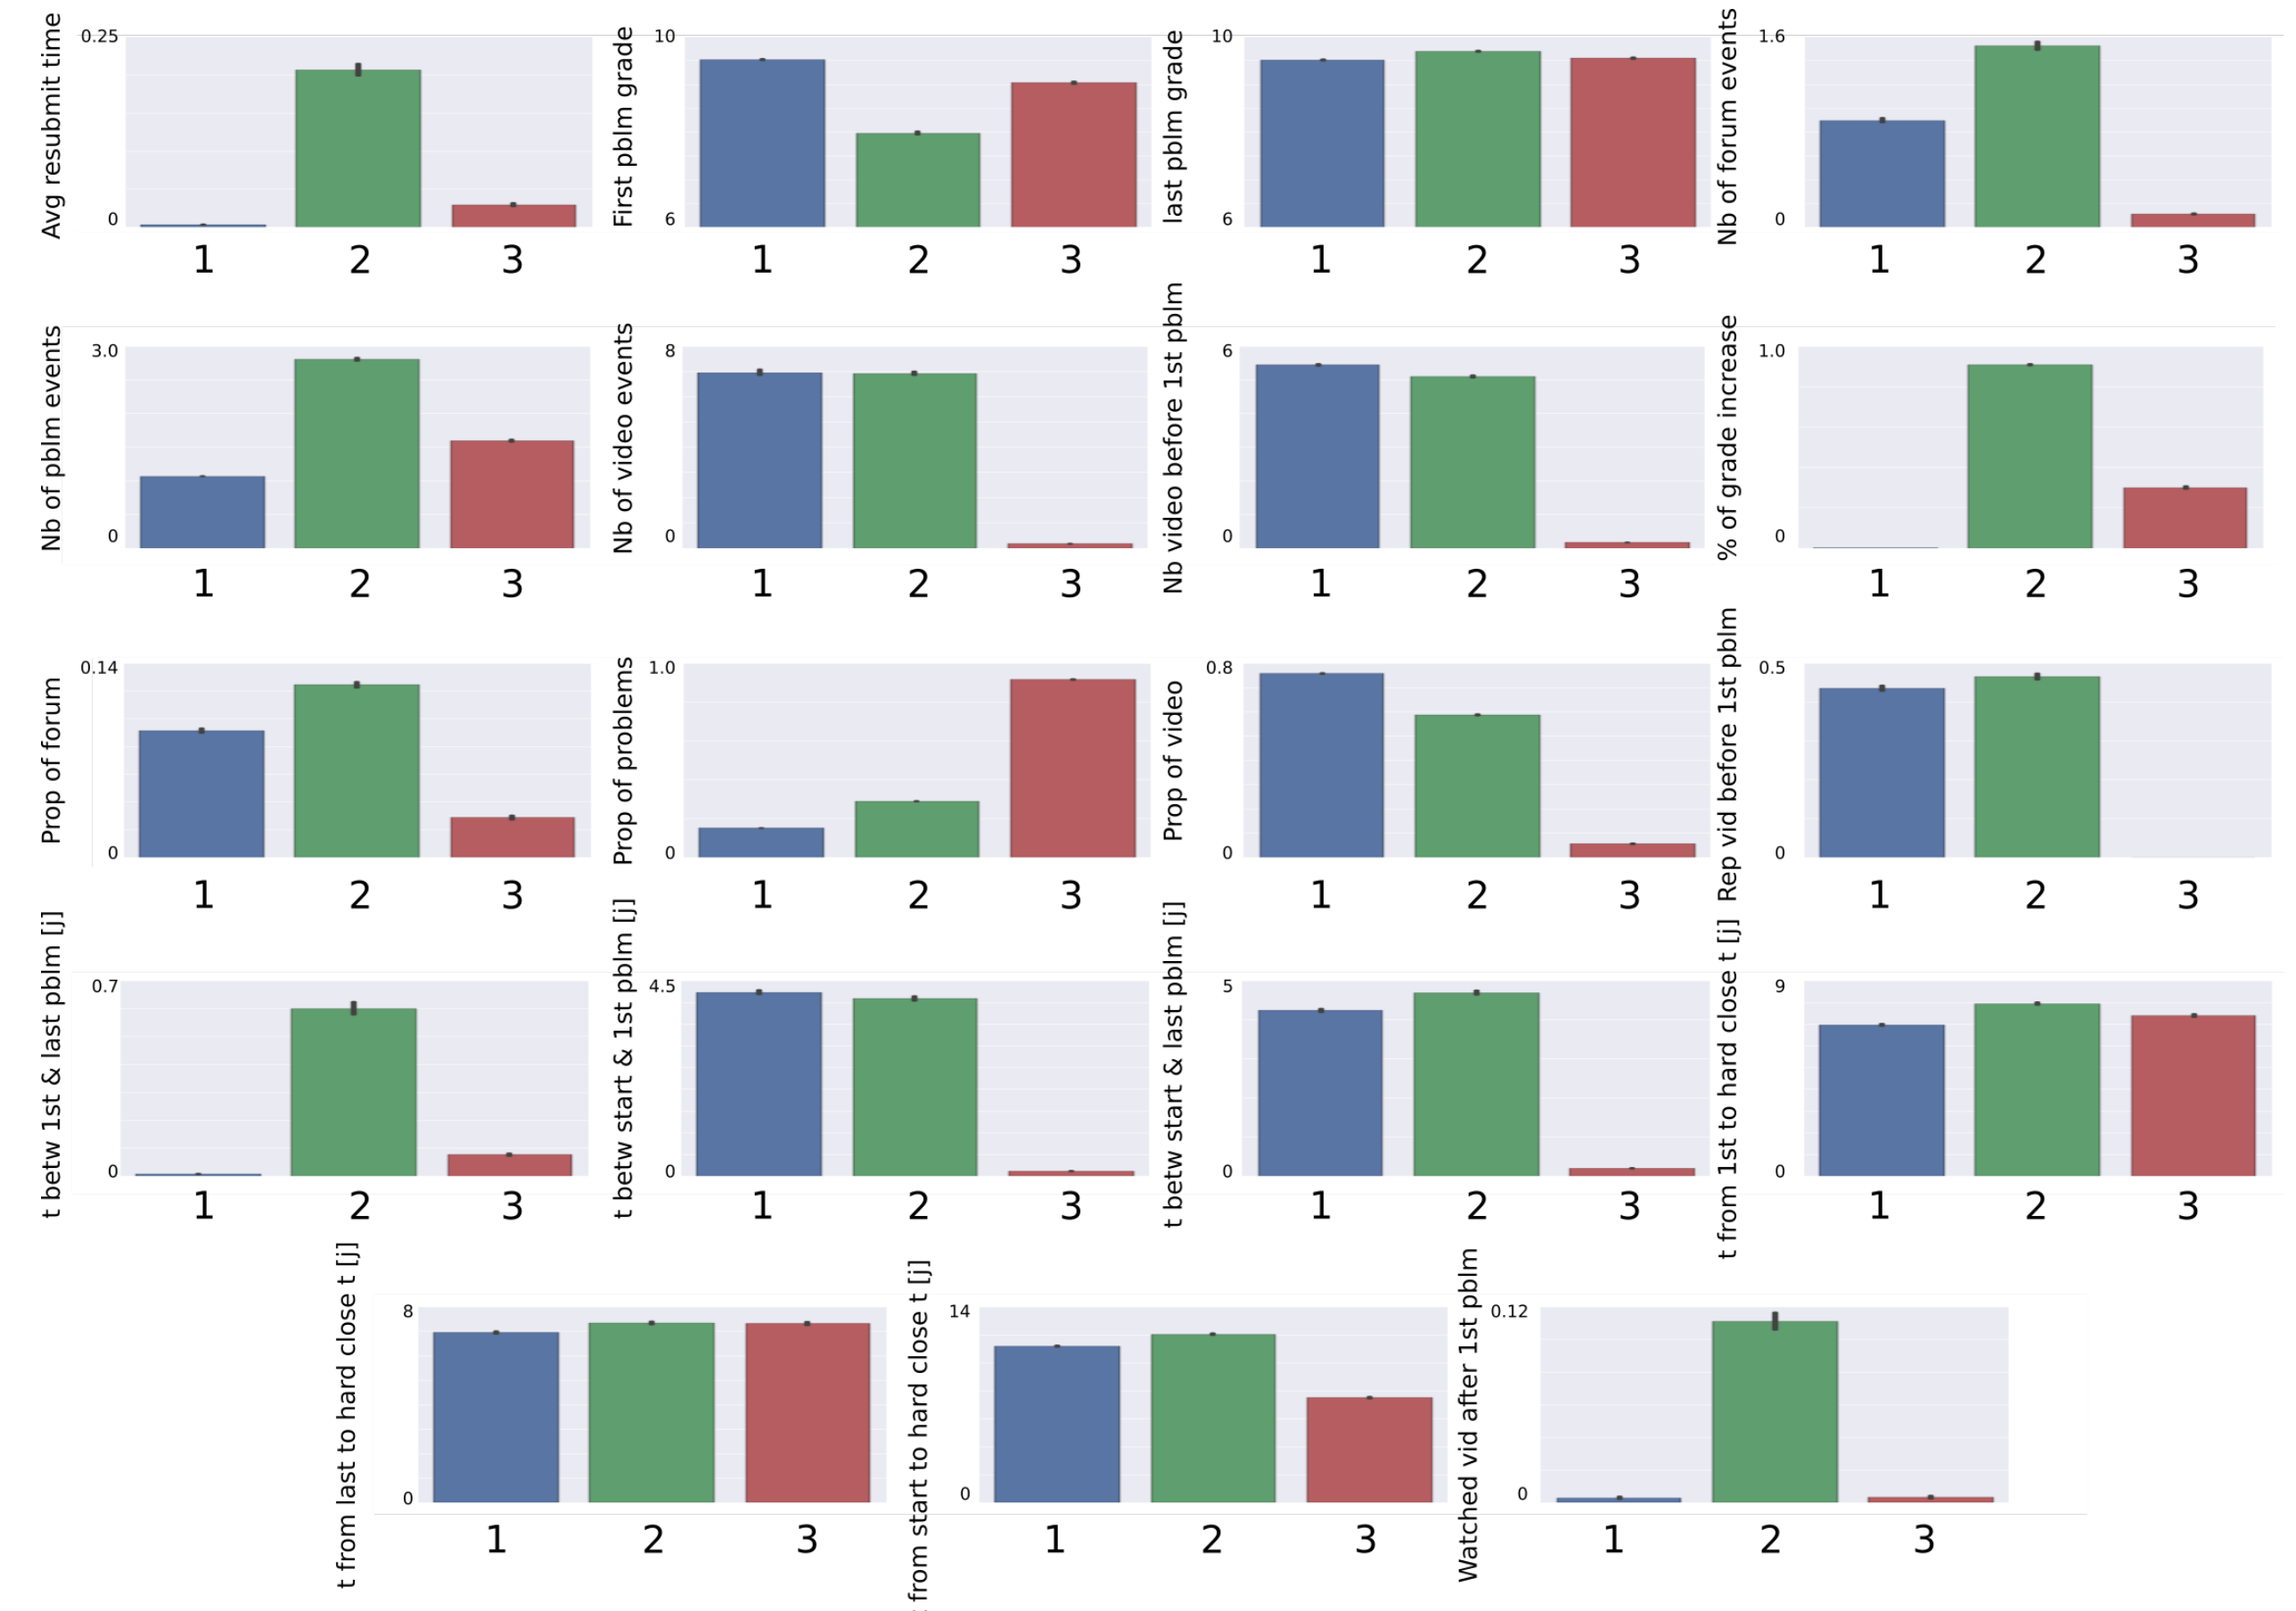 Avg resubmit time
0.25
0
1 2 3
First pblm grade
10
6
1 2 3
last pblm grade
10
6
1 2 3
Nb of forum events
1.6
0
1 2 3
Nb of pblm events
3.0
0
1 2 3
Nb of video events
8
0
1 2 3
Nb video before 1st pblm
6
0
1 2 3
% of grade increase
1.0
0
1 2 3
Prop of forum
0.14
0
1 2 3
Prop of problems
1.0
0
1 2 3
Prop of video
0.8
0
1 2 3
Rep vid before 1st pblm
0.5
0
1 2 3
t betw 1st & last pblm [j]
0.7
0
1 2 3
t betw start & 1st pblm [j]
4.5
0
1 2 3
t betw start & last pblm [j]
5
0
1 2 3
t from 1st to hard close t [j]
9
0
1 2 3
t from last to hard close t [j]
8
0
1 2 3
from start to hard close t [j]
14
0
1 2 3
Watched vid after 1st pblm
0.12
0
1 2 3